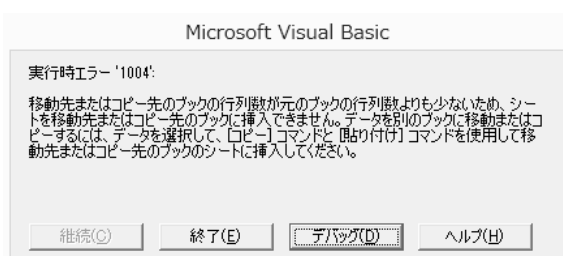 Microsoft Visual Basic
実行時エラー '1004':
移動先またはコピー先のブックの行列数が元のブックの行列数よりも少ないため、シー
トを移動先またはコピー先のブックに挿入できません。データを別のブックに移動またはコ
ピーするには、データを選択して、[コピー] コマンドと [貼り付け] コマンドを使用して移
動先またはコピー先のブックのシートに挿入してください。
継続(C)
終了(E)
デバッグ(D)
ヘルプ(H)